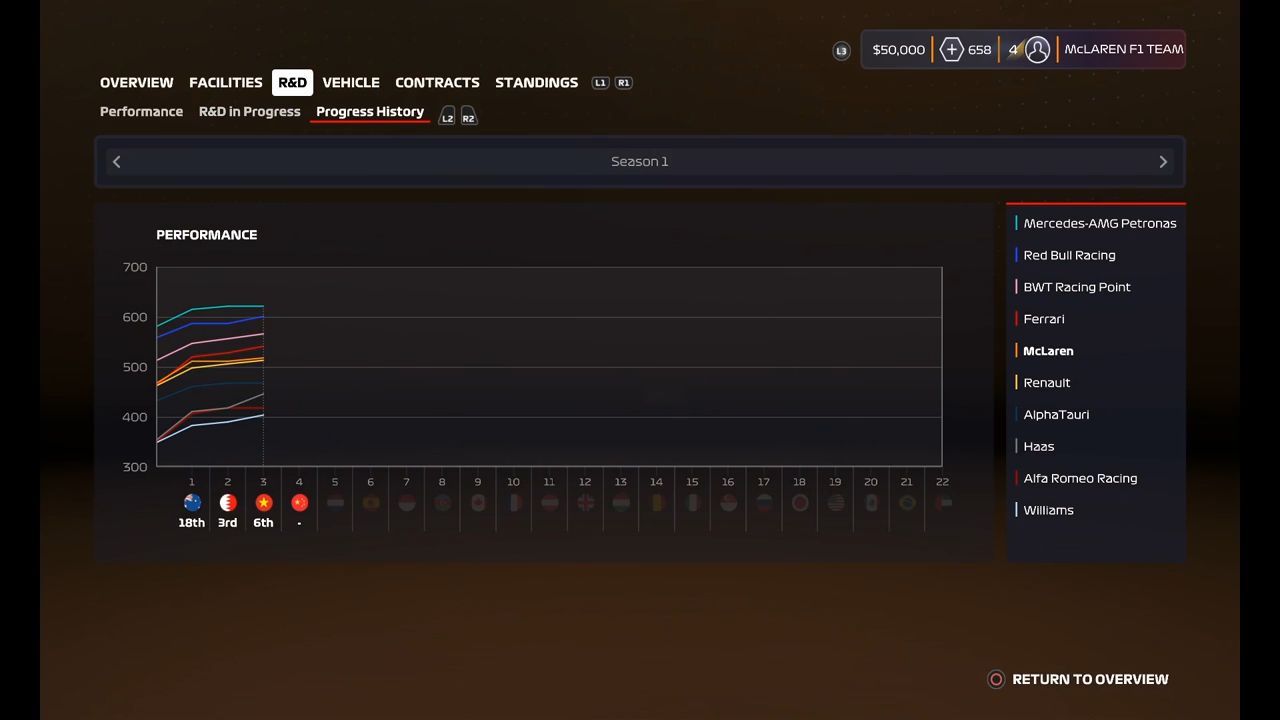 L3 $50,000 658 4 McLAREN F1 TEAM
OVERVIEW FACILITIES R&D VEHICLE CONTRACTS STANDINGS L1 R1
Performance R&D in Progress Progress History L2 R2
Season 1
PERFORMANCE
700
600
500
400
300
1 2 3 4 5 6 7 8 9 10 11 12 13 14 15 16 17 18 19 20 21 22
18th 3rd 6th -
Mercedes-AMG Petronas
Red Bull Racing
BWT Racing Point
Ferrari
McLaren
Renault
AlphaTauri
Haas
Alfa Romeo Racing
Williams
RETURN TO OVERVIEW